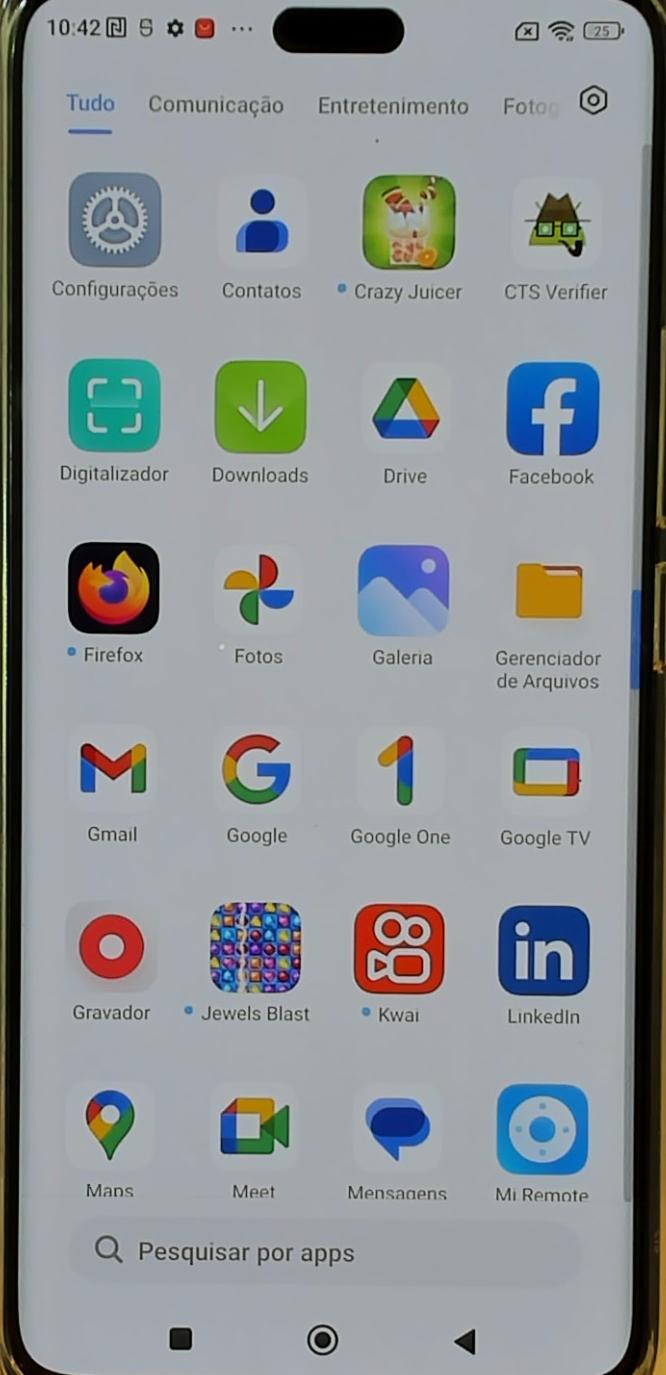 10:42 25
Tudo Comunicação Entretenimento Fotog
Configurações Contatos Crazy Juicer CTS Verifier
Digitalizador Downloads Drive Facebook
Firefox Fotos Galeria Gerenciador
de Arquivos
Gmail Google Google One Google TV
Gravador Jewels Blast Kwai LinkedIn
Maps Meet Mensagens Mi Remote
Pesquisar por apps